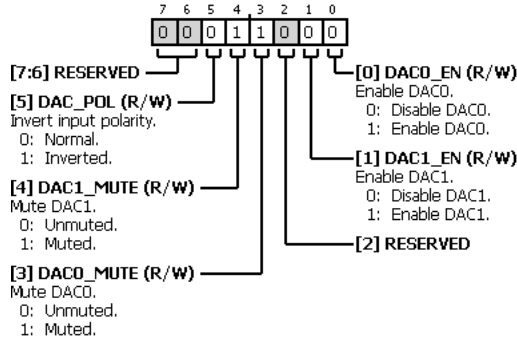 7 6 5 4 3 2 1 0
0 0 0 1 1 0 0 0
[7:6] RESERVED
[5] DAC_POL (R/W)
Invert input polarity.
0: Normal.
1: Inverted.
[4] DAC1_MUTE (R/W)
Mute DAC1.
0: Unmuted.
1: Muted.
[3] DAC0_MUTE (R/W)
Mute DAC0.
0: Unmuted.
1: Muted.
[0] DAC0_EN (R/W)
Enable DAC0.
0: Disable DAC0.
1: Enable DAC0.
[1] DAC1_EN (R/W)
Enable DAC1.
0: Disable DAC1.
1: Enable DAC1.
[2] RESERVED